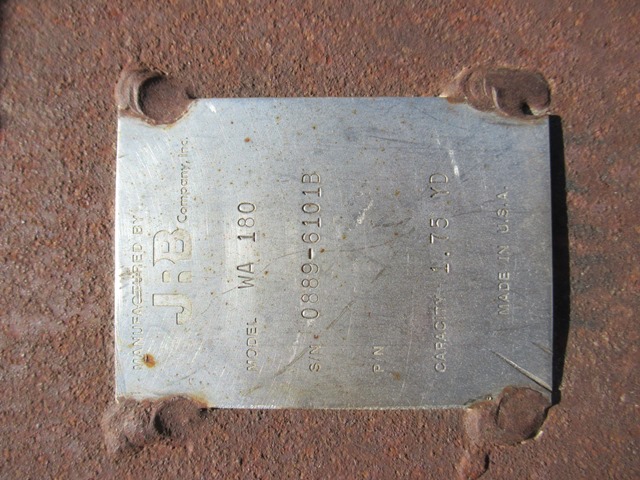 MANUFACTURED BY
JRB Company, Inc.
MODEL WA 180
S/N 0889-6101B
P/N
CAPACITY 1.75 YD
MADE IN U.S.A.